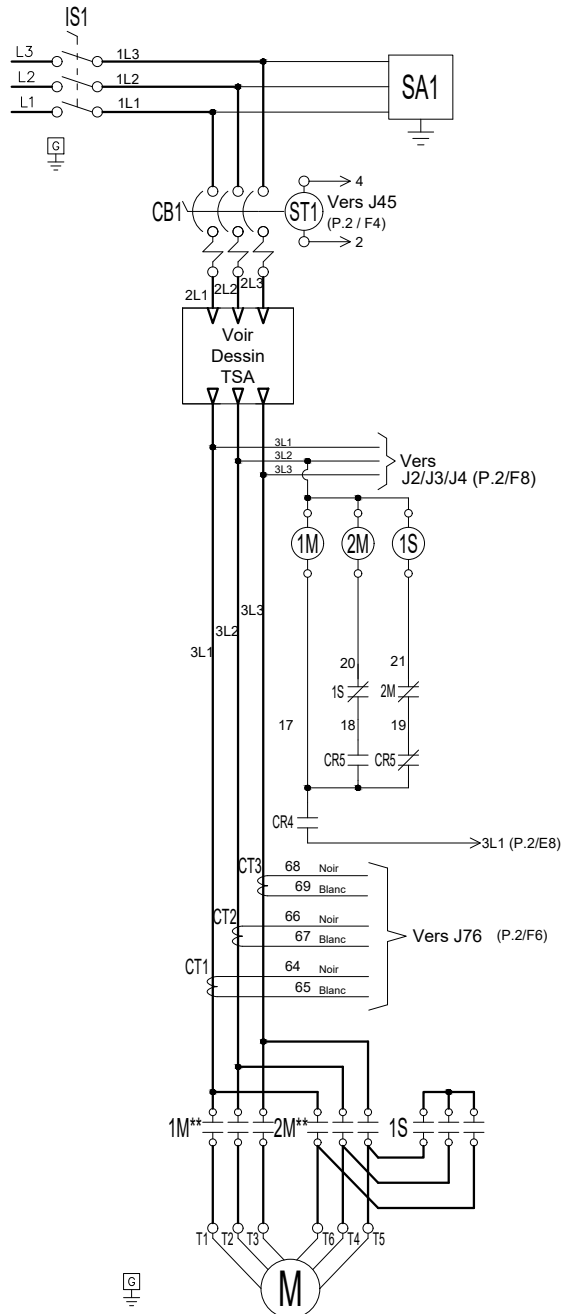 IS1
L3 1L3
L2 1L2
L1 1L1
SA1
G
CB1
ST1
4
Vers J45
(P.2 / F4)
2
2L1 2L2 2L3
Voir
Dessin
TSA
3L1
3L2
3L3
Vers
J2/J3/J4 (P.2/F8)
1M 2M 1S
3L3
3L2
3L1
20 21
1S 2M
17 18 19
CR5 CR5
CR4
3L1 (P.2/E8)
CT3 68 Noir
69 Blanc
CT2 66 Noir
67 Blanc
Vers J76 (P.2/F6)
CT1 64 Noir
65 Blanc
1M** 2M** 1S
T1 T2 T3 T6 T4 T5
G
M